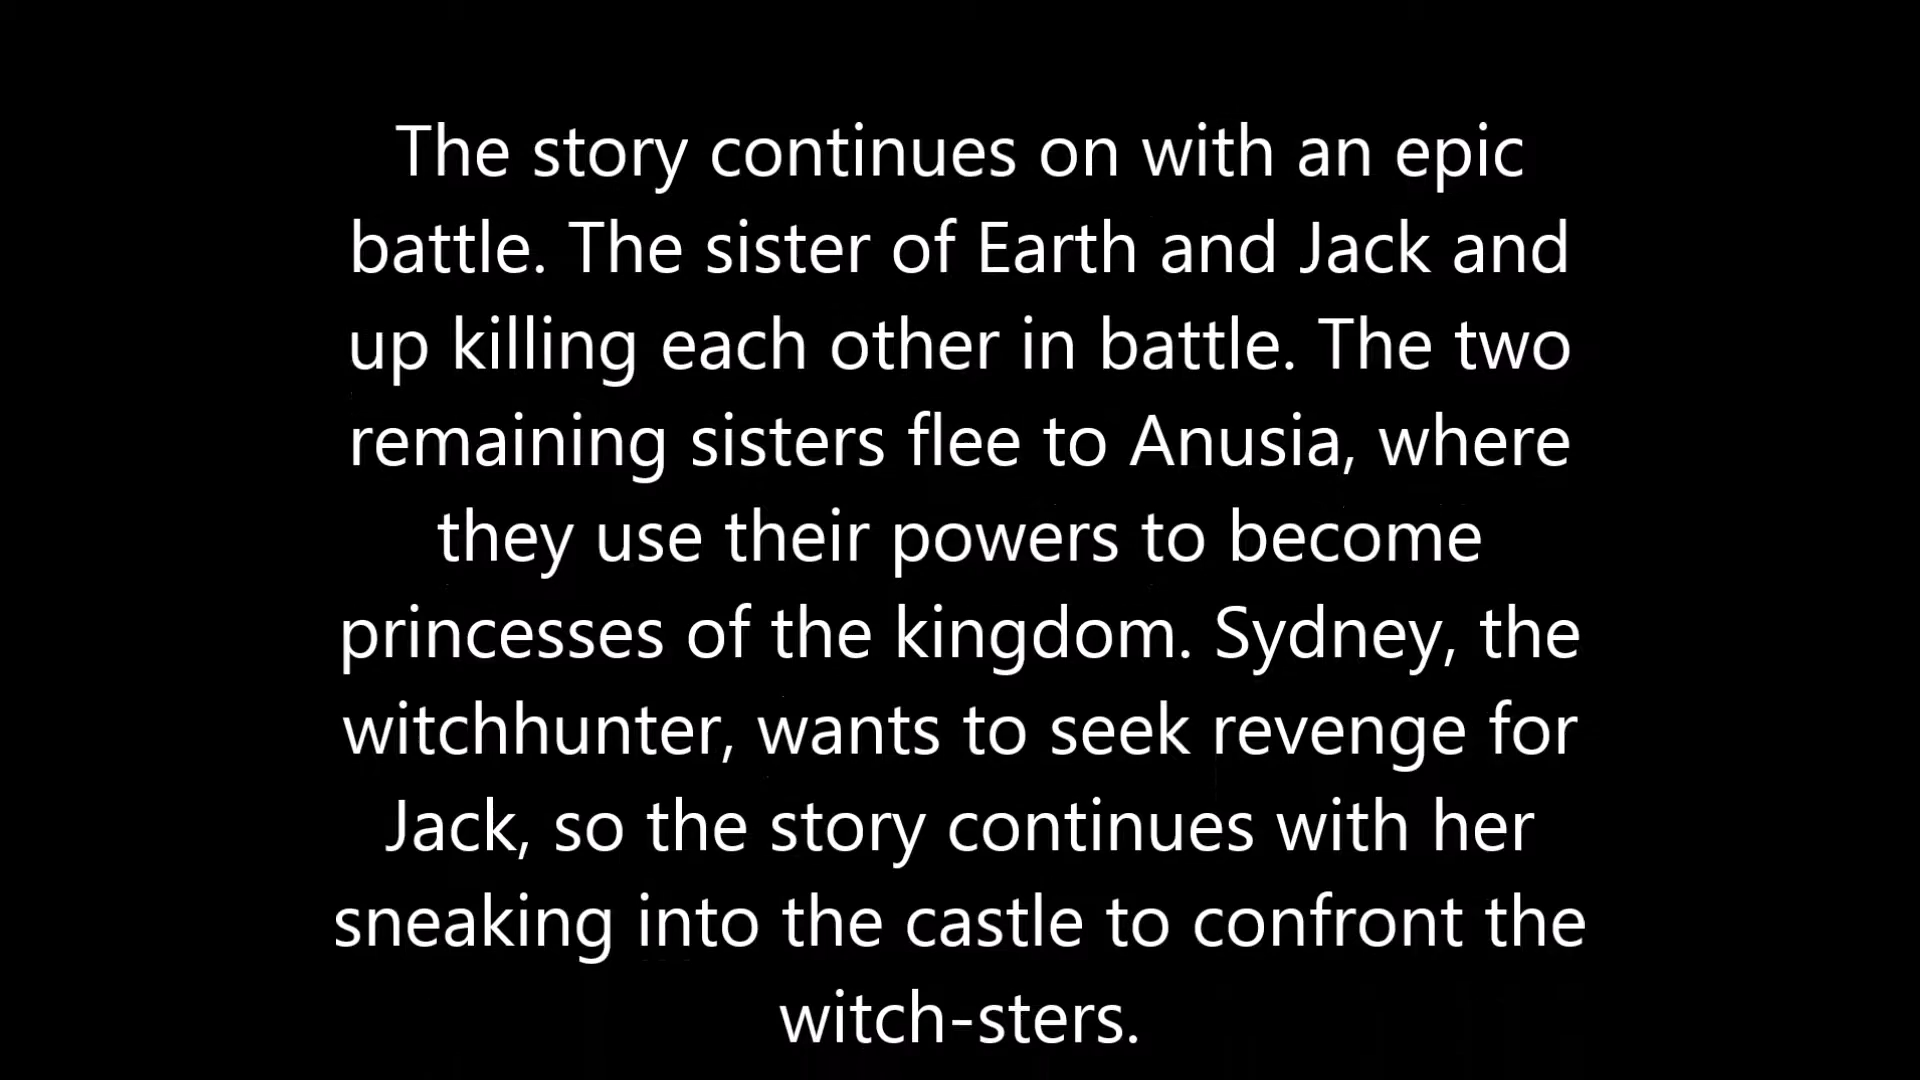 The story continues on with an epic
battle. The sister of Earth and Jack and
up killing each other in battle. The two
remaining sisters flee to Anusia, where
they use their powers to become
princesses of the kingdom. Sydney, the
witchhunter, wants to seek revenge for
Jack, so the story continues with her
sneaking into the castle to confront the
witch-sters.